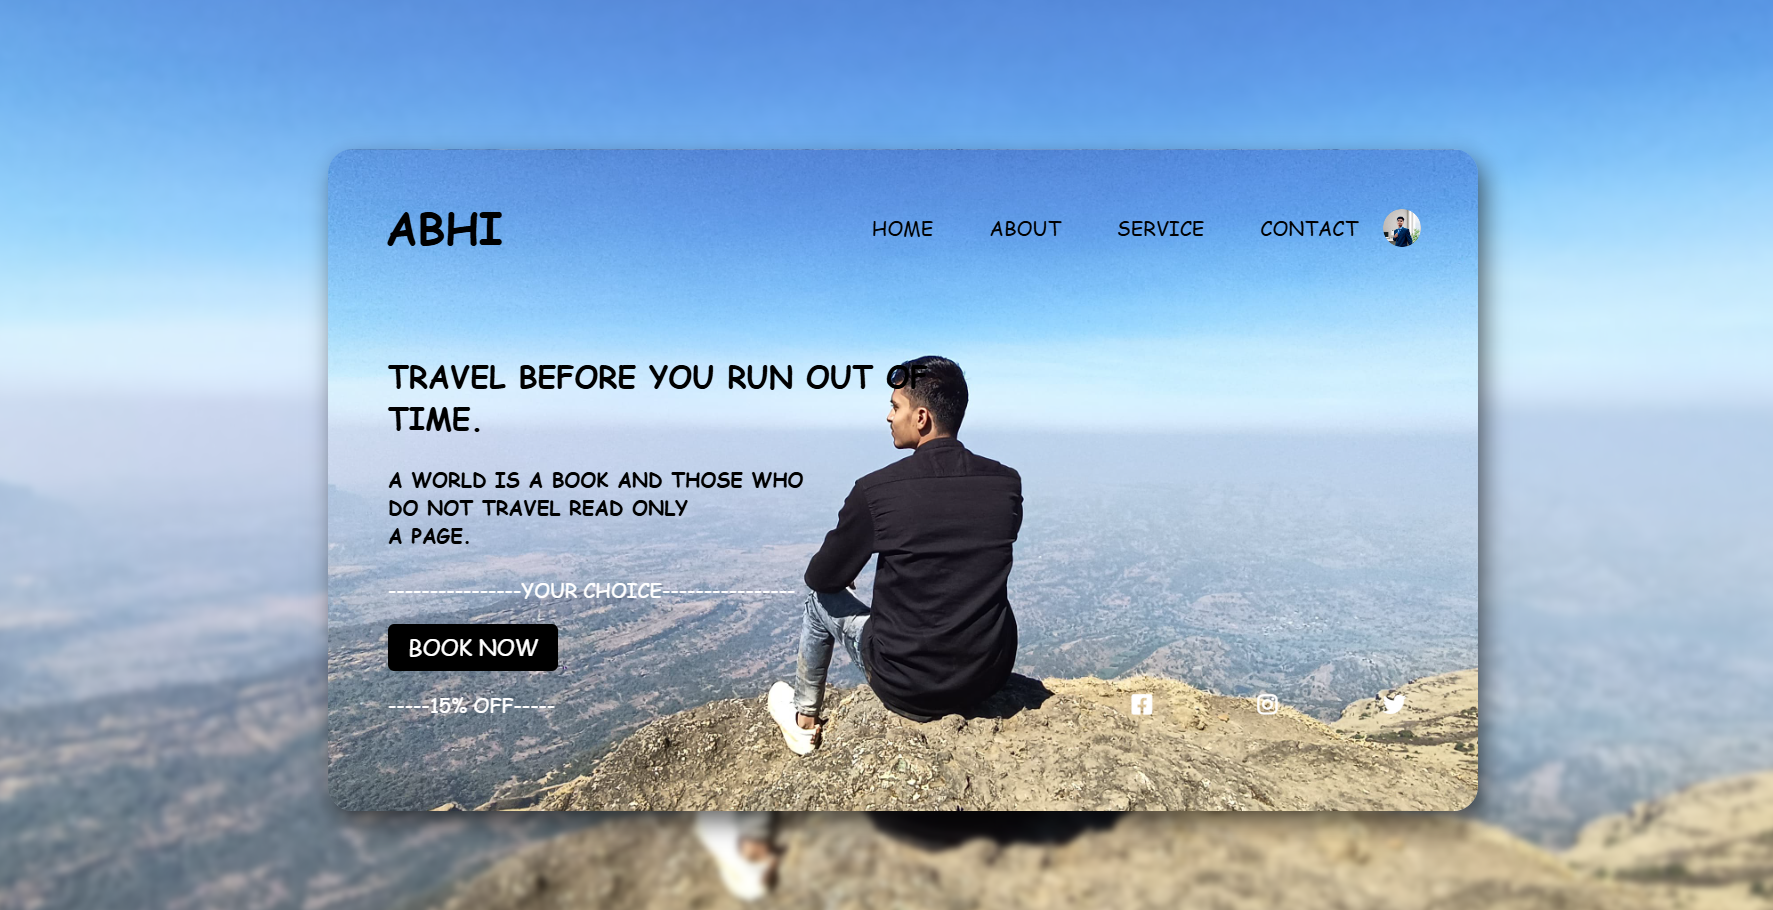 ABHI
HOME ABOUT SERVICE CONTACT
TRAVEL BEFORE YOU RUN OUT OF
TIME.
A WORLD IS A BOOK AND THOSE WHO
DO NOT TRAVEL READ ONLY
A PAGE.
----------------YOUR CHOICE----------------
BOOK NOW
-----15% OFF-----